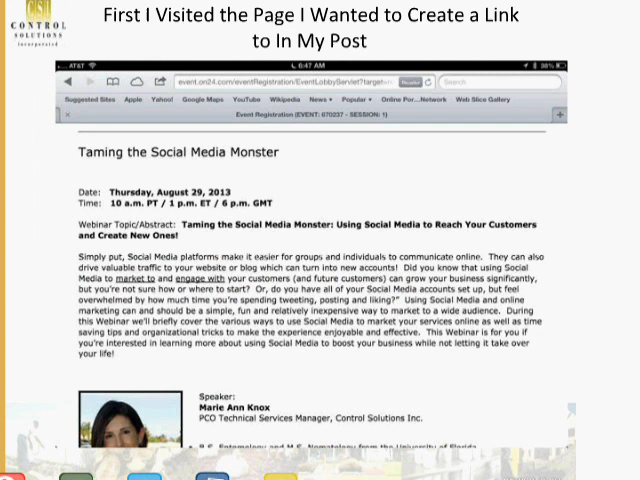 CSI
CONTROL
SOLUTIONS
Incorporated
First I Visited the Page I Wanted to Create a Link
to In My Post
AT&T 6:47 AM 30%
event.on24.com/eventRegistration/EventLobbyServlet?target= Reader Search
Suggested Sites Apple Yahoo! Google Maps YouTube Wikipedia News Popular Online Por...Network Web Slice Gallery
Event Registration (EVENT: 670237 - SESSION: 1)
Taming the Social Media Monster
Date: Thursday, August 29, 2013
Time: 10 a.m. PT / 1 p.m. ET / 6 p.m. GMT
Webinar Topic/Abstract: Taming the Social Media Monster: Using Social Media to Reach Your Customers
and Create New Ones!
Simply put, Social Media platforms make it easier for groups and individuals to communicate online. They can also
drive valuable traffic to your website or blog which can turn into new accounts! Did you know that using Social
Media to market to and engage with your customers (and future customers) can grow your business significantly,
but you're not sure how or where to start? Or, do you have all of your Social Media accounts set up, but feel
overwhelmed by how much time you're spending tweeting, posting and liking?" Using Social Media and online
marketing can and should be a simple, fun and relatively inexpensive way to market to a wide audience. During
this Webinar we'll briefly cover the various ways to use Social Media to market your services online as well as time
saving tips and organizational tricks to make the experience enjoyable and effective. This Webinar is for you if
you're interested in learning more about using Social Media to boost your business while not letting it take over
your life!
Speaker:
Marie Ann Knox
PCO Technical Services Manager, Control Solutions Inc.
B.S. Entomology and M.S. Nematology from the University of Florida